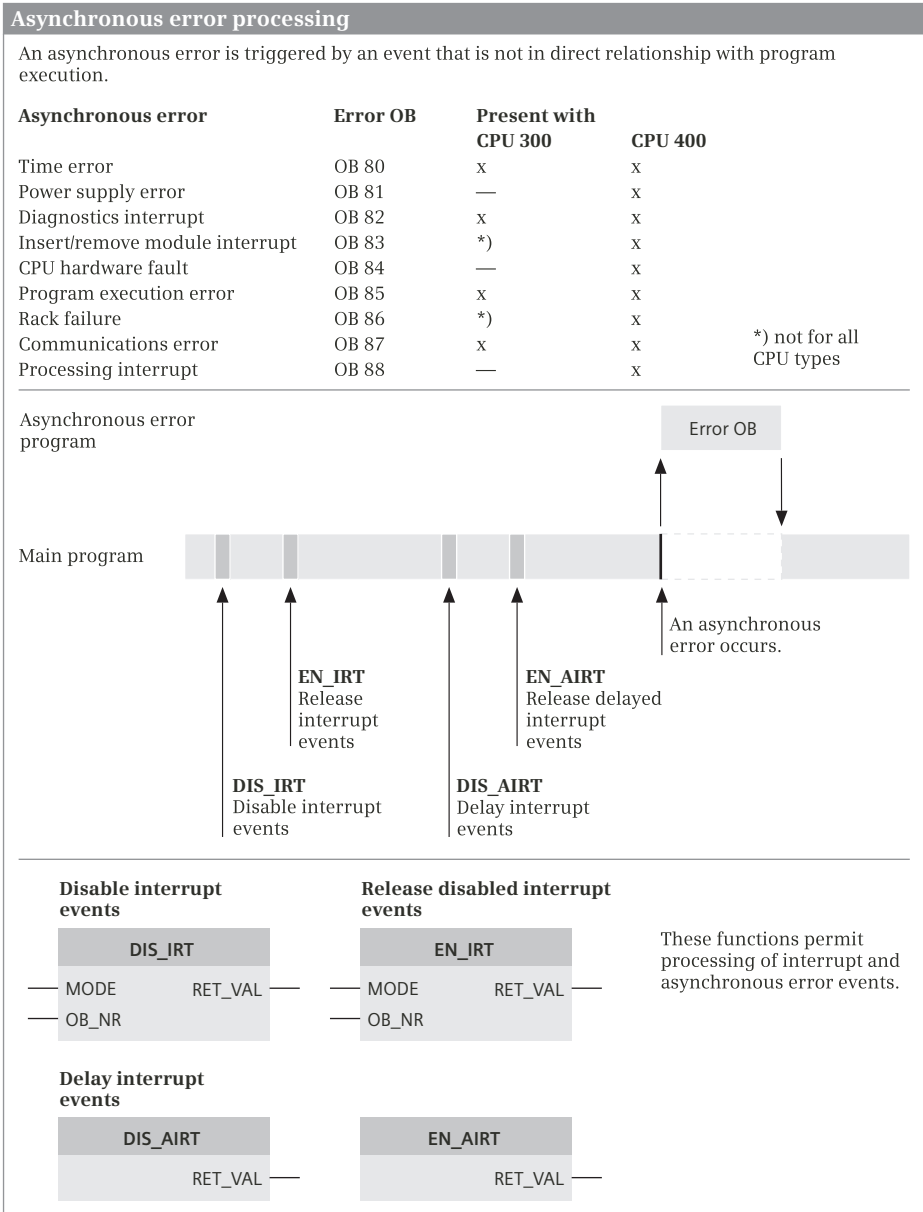 Asynchronous error processing
An asynchronous error is triggered by an event that is not in direct relationship with program
execution.
Asynchronous error Error OB Present with
CPU 300 CPU 400
Time error OB 80 x x
Power supply error OB 81 — x
Diagnostics interrupt OB 82 x x
Insert/remove module interrupt OB 83 *) x
CPU hardware fault OB 84 — x
Program execution error OB 85 x x
Rack failure OB 86 *) x
Communications error OB 87 x x
Processing interrupt OB 88 — x
*) not for all
CPU types
Asynchronous error
program
Error OB
Main program
An asynchronous
error occurs.
EN_IRT
Release
interrupt
events
EN_AIRT
Release delayed
interrupt
events
DIS_IRT
Disable interrupt
events
DIS_AIRT
Delay interrupt
events
Disable interrupt
events
DIS_IRT
MODE RET_VAL
OB_NR
Release disabled interrupt
events
EN_IRT
MODE RET_VAL
OB_NR
These functions permit
processing of interrupt and
asynchronous error events.
Delay interrupt
events
DIS_AIRT
RET_VAL
EN_AIRT
RET_VAL